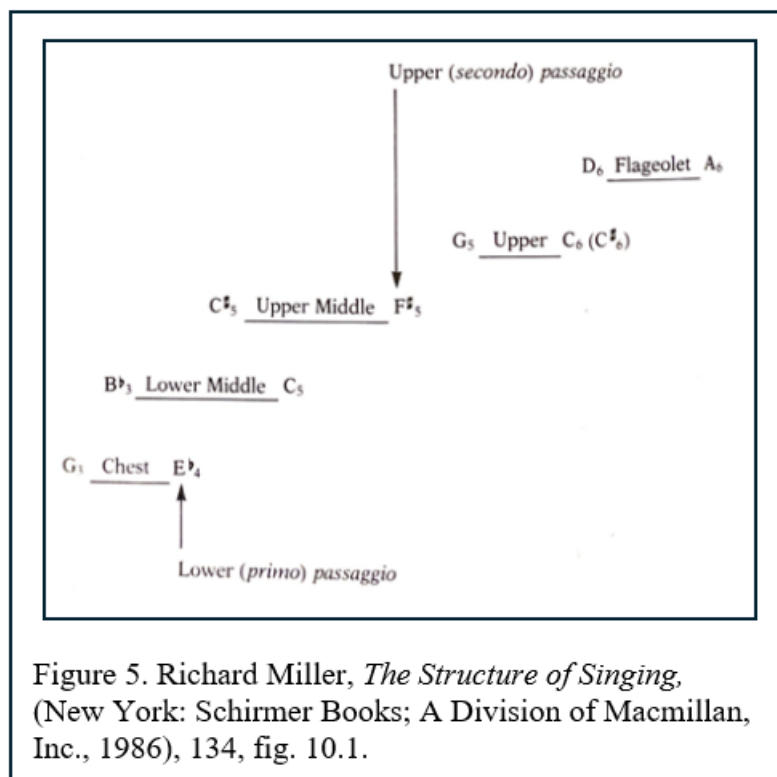 Upper (secondo) passaggio
D₆ Flageolet A₆
G₅ Upper C₆ (C♯₆)
C♯₅ Upper Middle F♯₅
B♭₃ Lower Middle C₅
G₃ Chest E♭₄
Lower (primo) passaggio
Figure 5. Richard Miller, The Structure of Singing,
(New York: Schirmer Books; A Division of Macmillan,
Inc., 1986), 134, fig. 10.1.